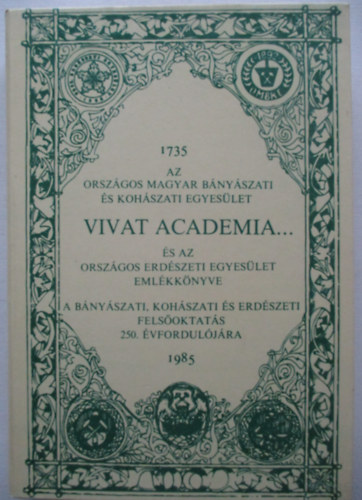 1735
AZ
ORSZÁGOS MAGYAR BÁNYÁSZATI
ÉS KOHÁSZATI EGYESÜLET
VIVAT ACADEMIA...
ÉS AZ
ORSZÁGOS ERDÉSZETI EGYESÜLET
EMLÉKKÖNYVE
A BÁNYÁSZATI, KOHÁSZATI ÉS ERDÉSZETI
FELSŐOKTATÁS
250. ÉVFORDULÓJÁRA
1985